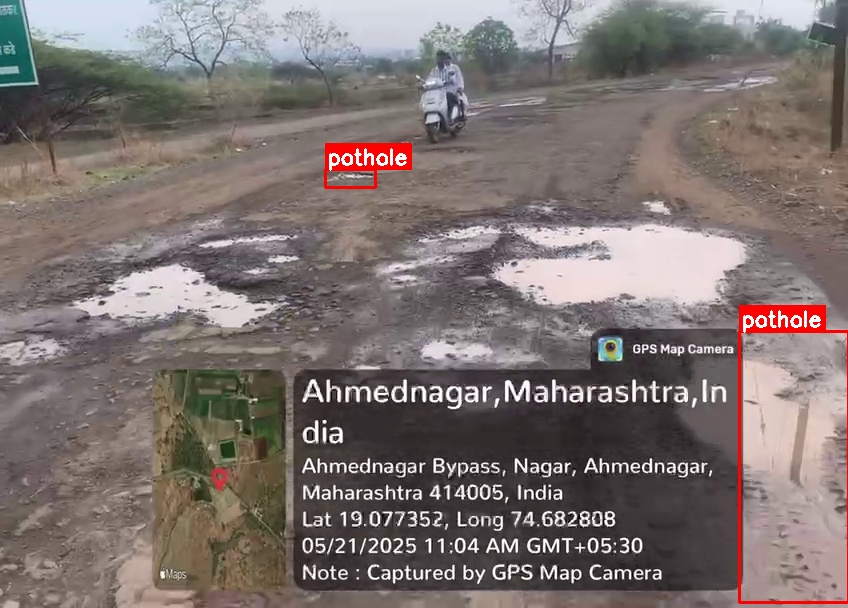 कडे
pothole
pothole
GPS Map Camera
Ahmednagar,Maharashtra,In
dia
Ahmednagar Bypass, Nagar, Ahmednagar,
Maharashtra 414005, India
Lat 19.077352, Long 74.682808
05/21/2025 11:04 AM GMT+05:30
Note : Captured by GPS Map Camera
Maps